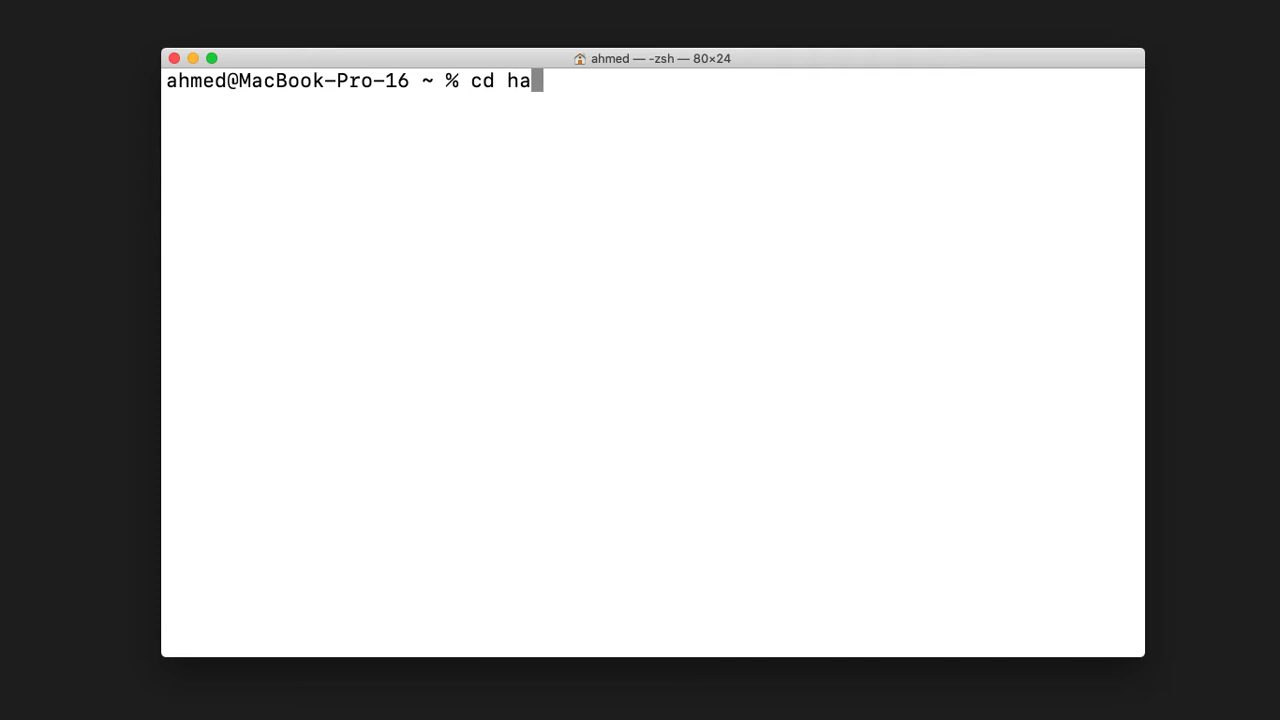 ahmed — -zsh — 80×24
ahmed@MacBook-Pro-16 ~ % cd ha